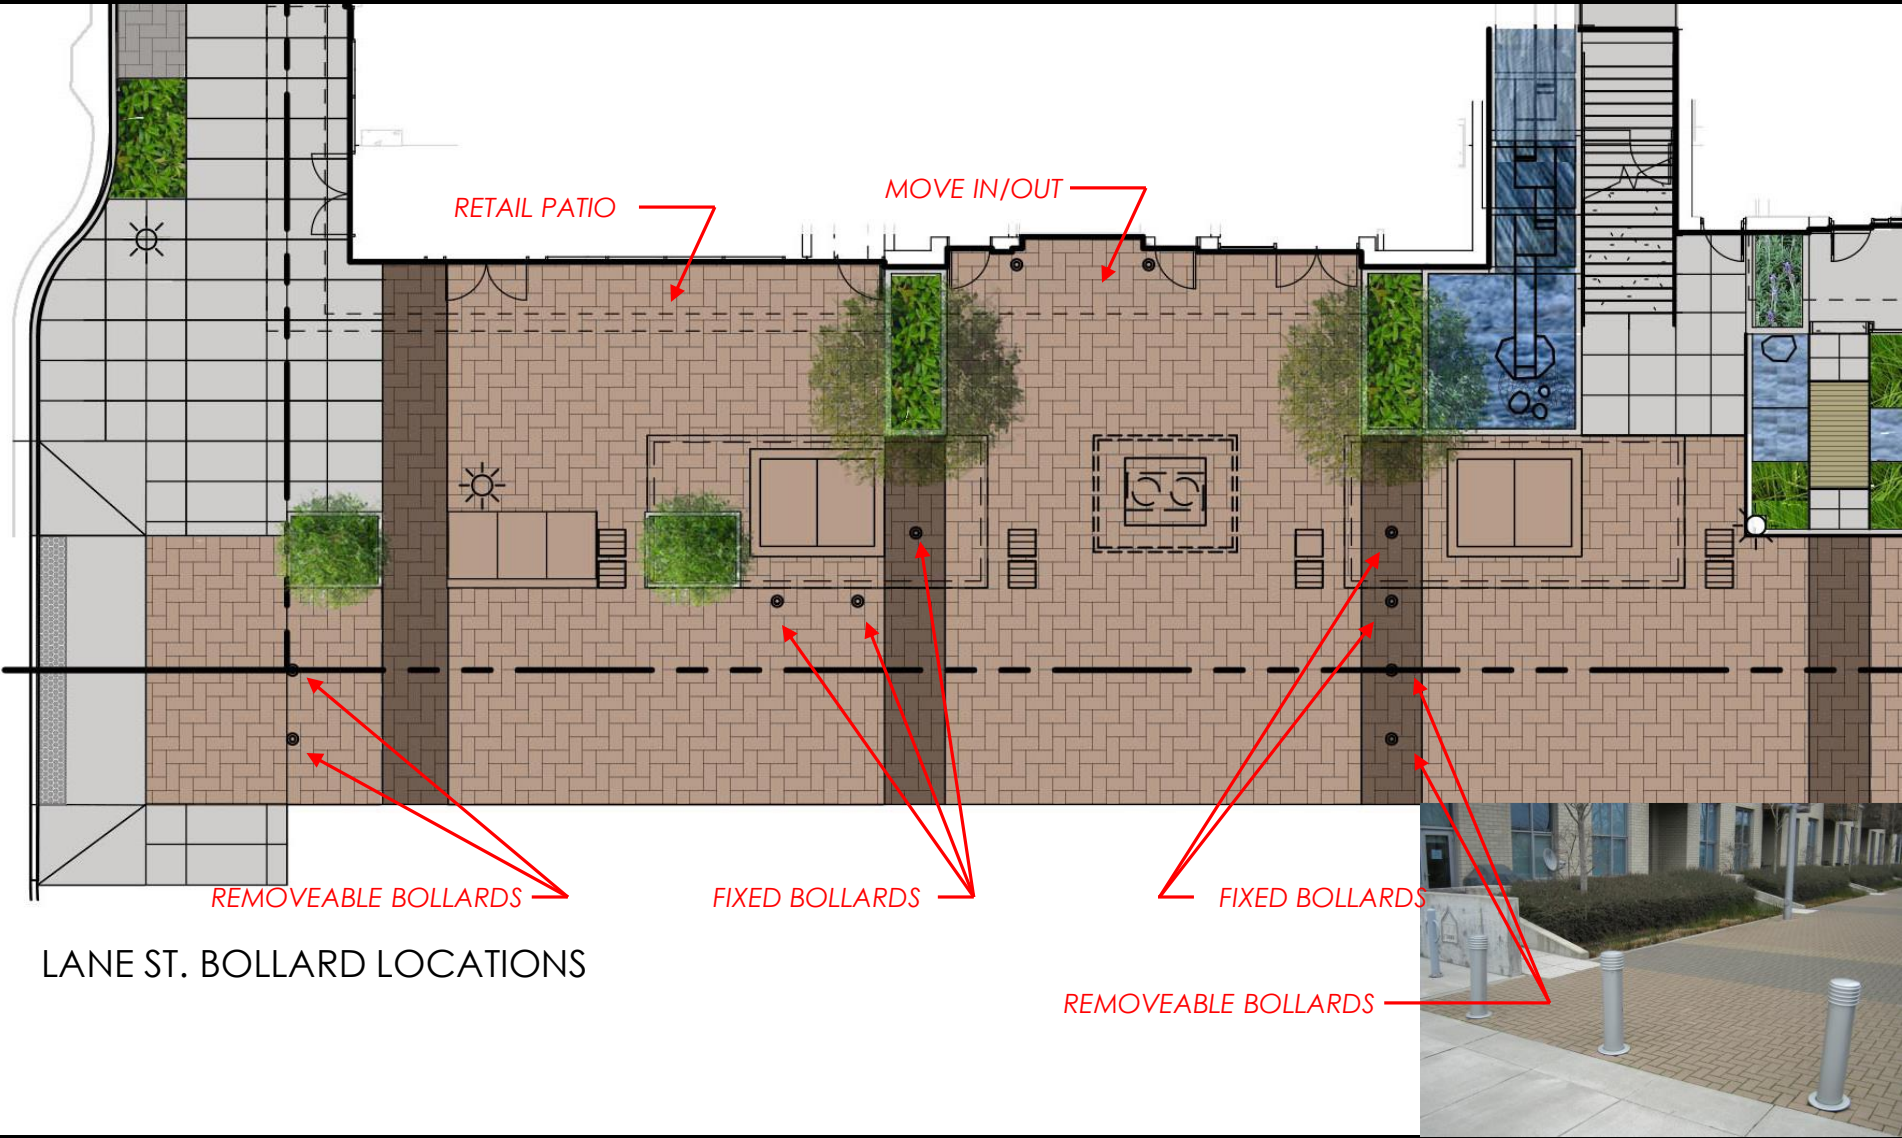 RETAIL PATIO
MOVE IN/OUT
REMOVEABLE BOLLARDS
FIXED BOLLARDS
FIXED BOLLARDS
LANE ST. BOLLARD LOCATIONS
REMOVEABLE BOLLARDS